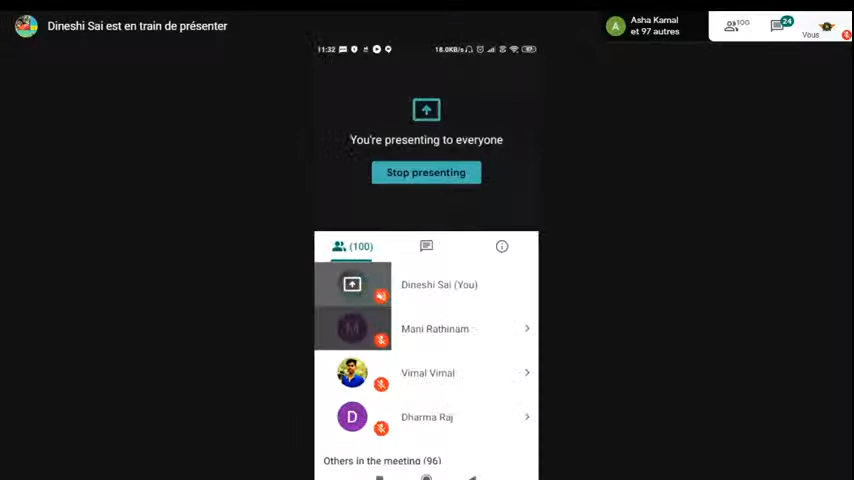 Dineshi Sai est en train de présenter
A
Asha Kamal
et 97 autres
100
24
Vous
11:32
18.0KB/s
You're presenting to everyone
Stop presenting
(100)
Dineshi Sai (You)
M
Mani Rathinam
Vimal Vimal
D
Dharma Raj
Others in the meeting (96)